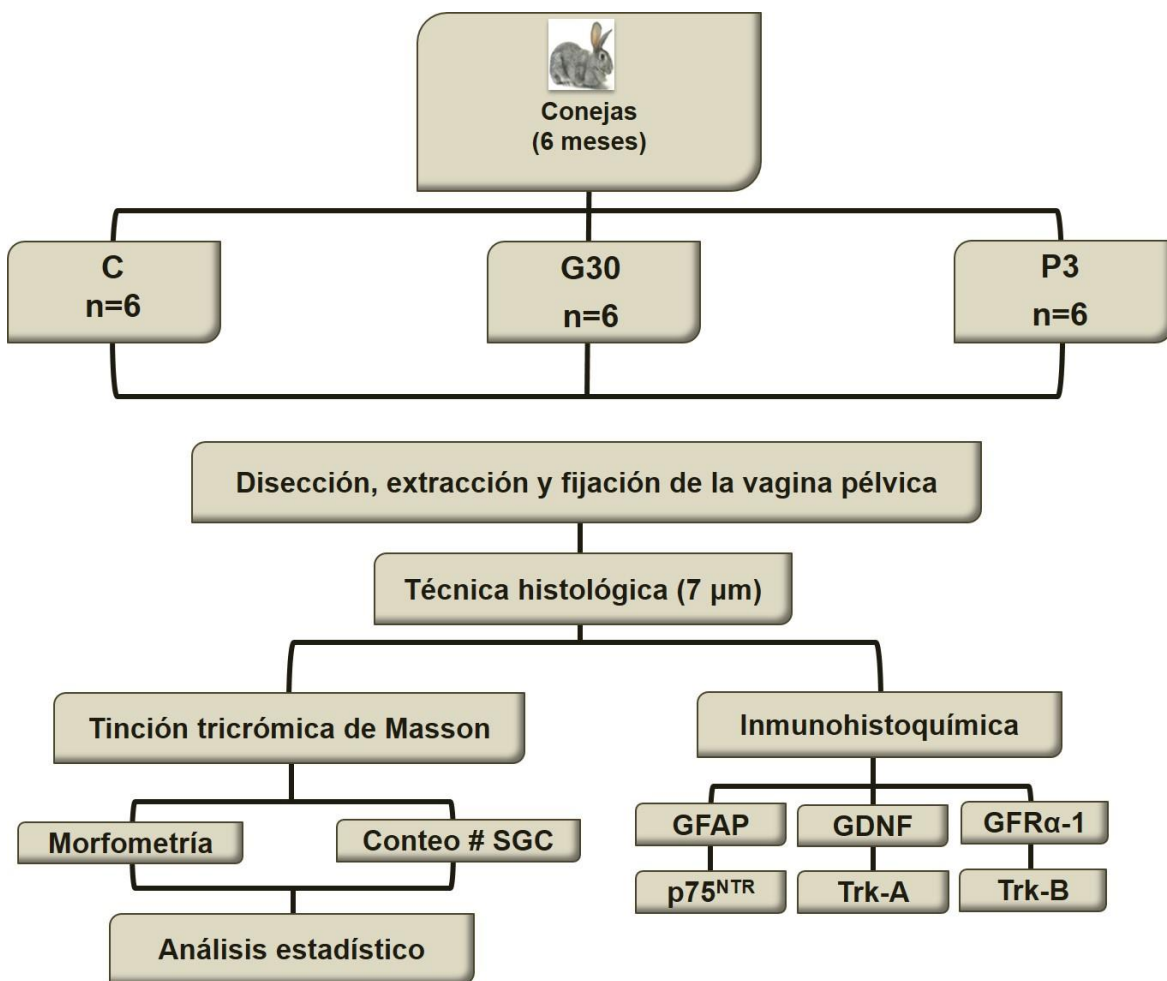 Conejas
(6 meses)
C
n=6
G30
n=6
P3
n=6
Disección, extracción y fijación de la vagina pélvica
Técnica histológica (7 µm)
Tinción tricrómica de Masson
Inmunohistoquímica
Morfometría
Conteo # SGC
GFAP
GDNF
GFRα-1
p75NTR
Trk-A
Trk-B
Análisis estadístico